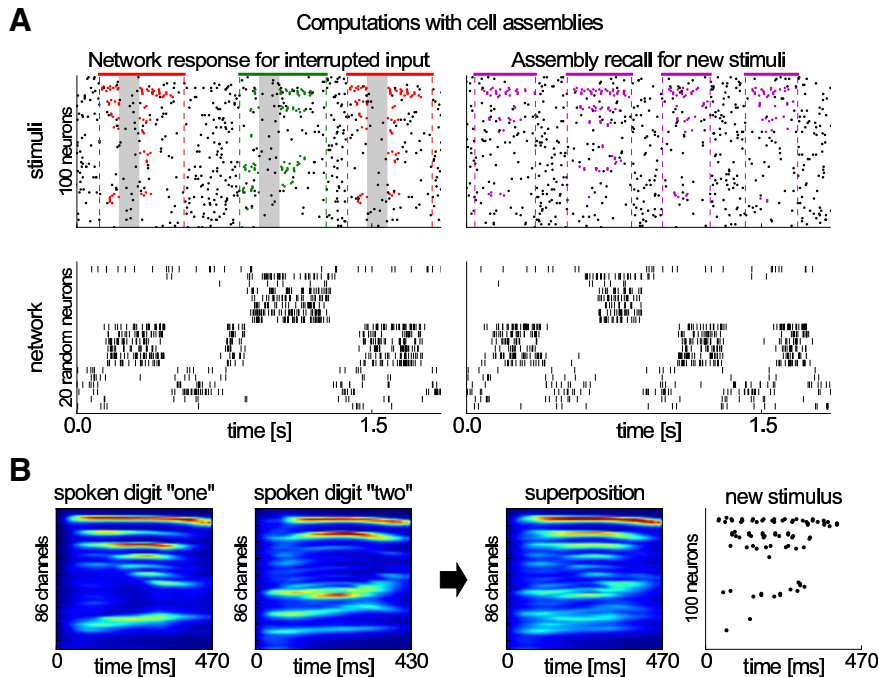 A
Computations with cell assemblies
Network response for interrupted input
Assembly recall for new stimuli
stimuli
100 neurons
network
20 random neurons
0.0
1.5
time [s]
0.0
1.5
time [s]
B
spoken digit "one"
spoken digit "two"
superposition
new stimulus
86 channels
86 channels
86 channels
100 neurons
0
470
time [ms]
0
430
time [ms]
0
470
time [ms]
0
470
time [ms]